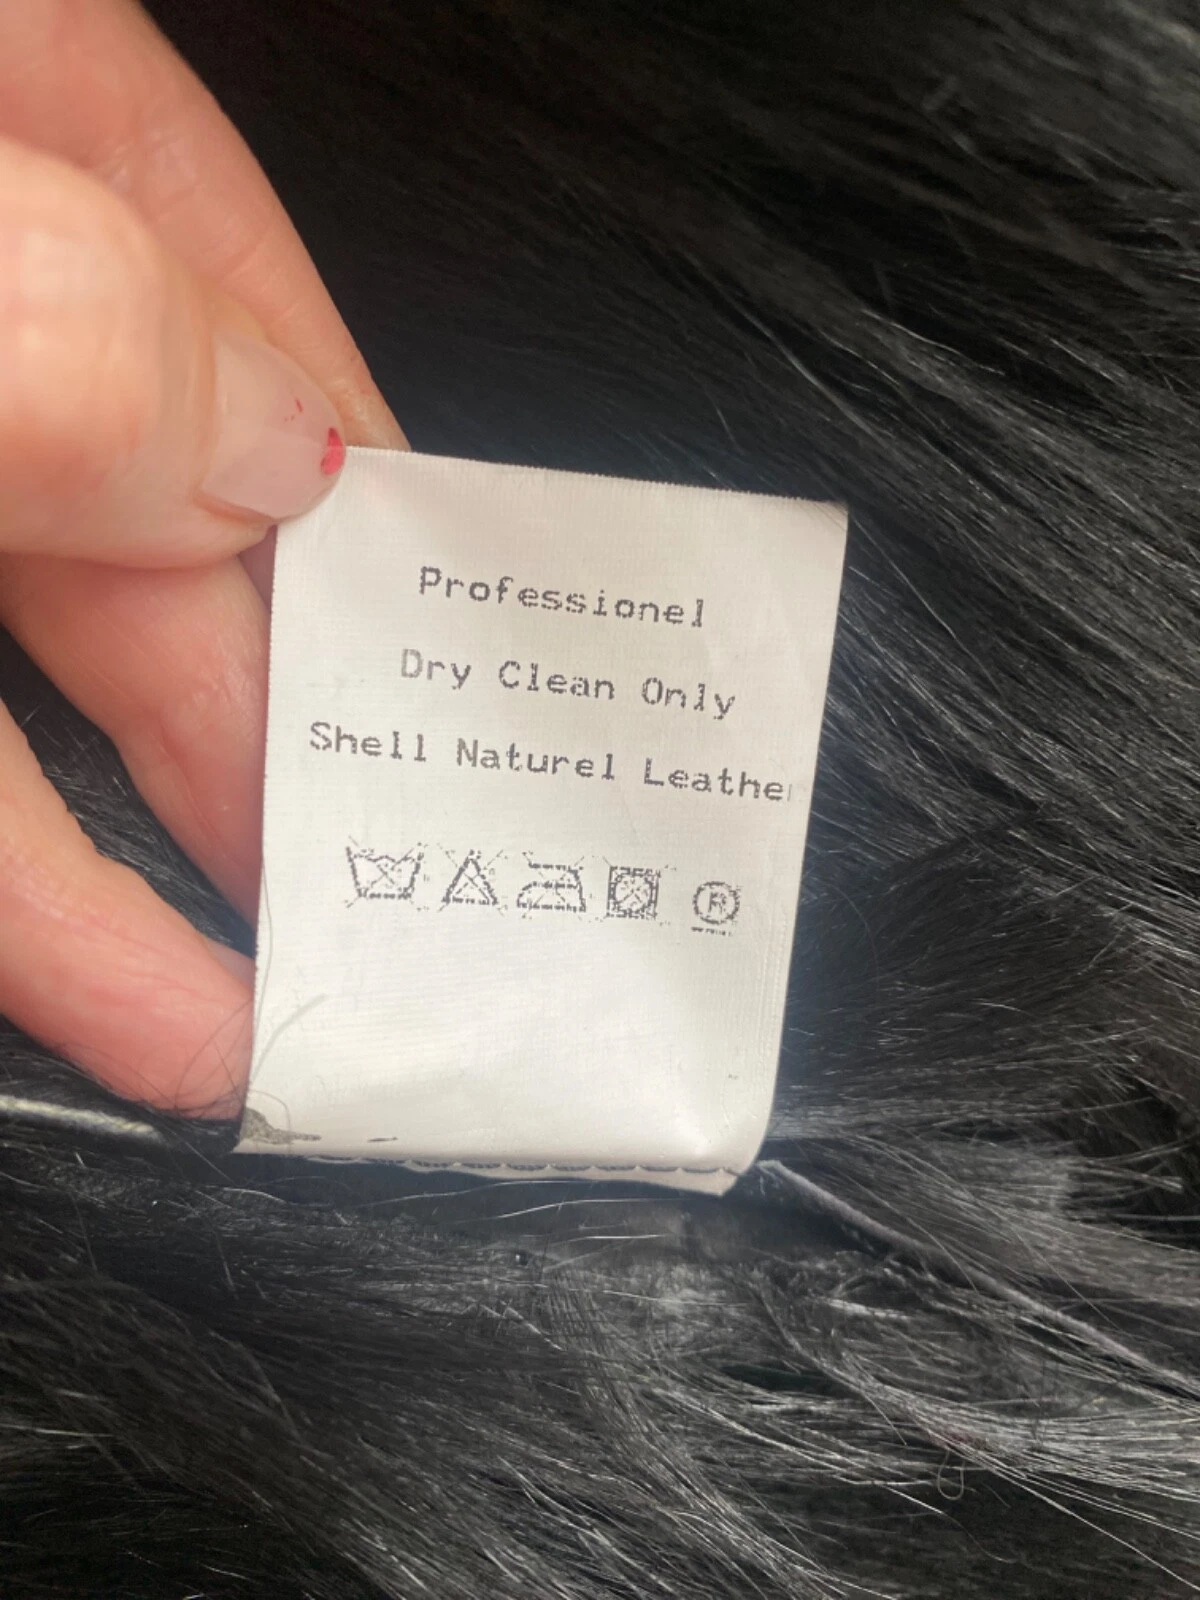 Professionel
Dry Clean Only
Shell Naturel Leather
R